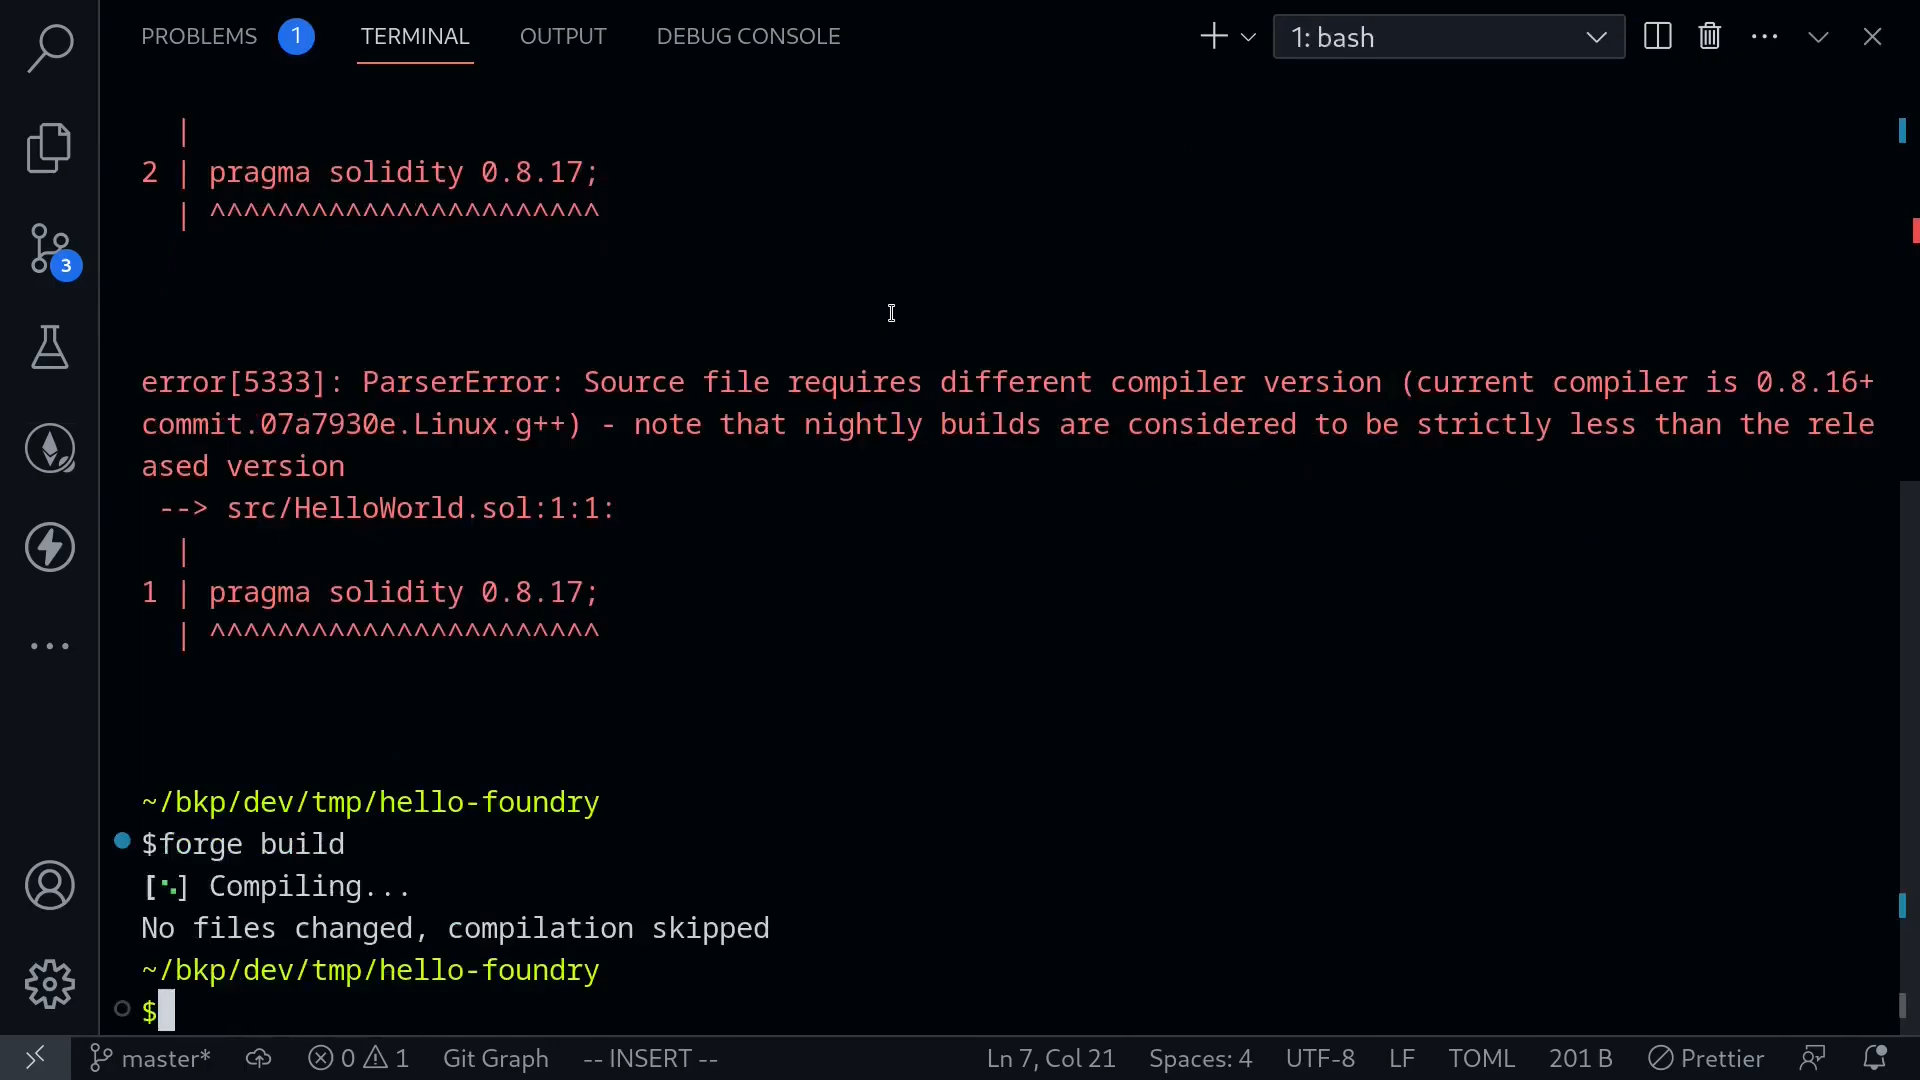 PROBLEMS 1 TERMINAL OUTPUT DEBUG CONSOLE 1: bash
|
2 | pragma solidity 0.8.17;
| ^^^^^^^^^^^^^^^^^^^^^^^
error[5333]: ParserError: Source file requires different compiler version (current compiler is 0.8.16+
commit.07a7930e.Linux.g++) - note that nightly builds are considered to be strictly less than the rele
ased version
--> src/HelloWorld.sol:1:1:
|
1 | pragma solidity 0.8.17;
| ^^^^^^^^^^^^^^^^^^^^^^^
3
~/bkp/dev/tmp/hello-foundry
$forge build
[⠑] Compiling...
No files changed, compilation skipped
~/bkp/dev/tmp/hello-foundry
$
master* 0 1 Git Graph -- INSERT -- Ln 7, Col 21 Spaces: 4 UTF-8 LF TOML 201 B Prettier